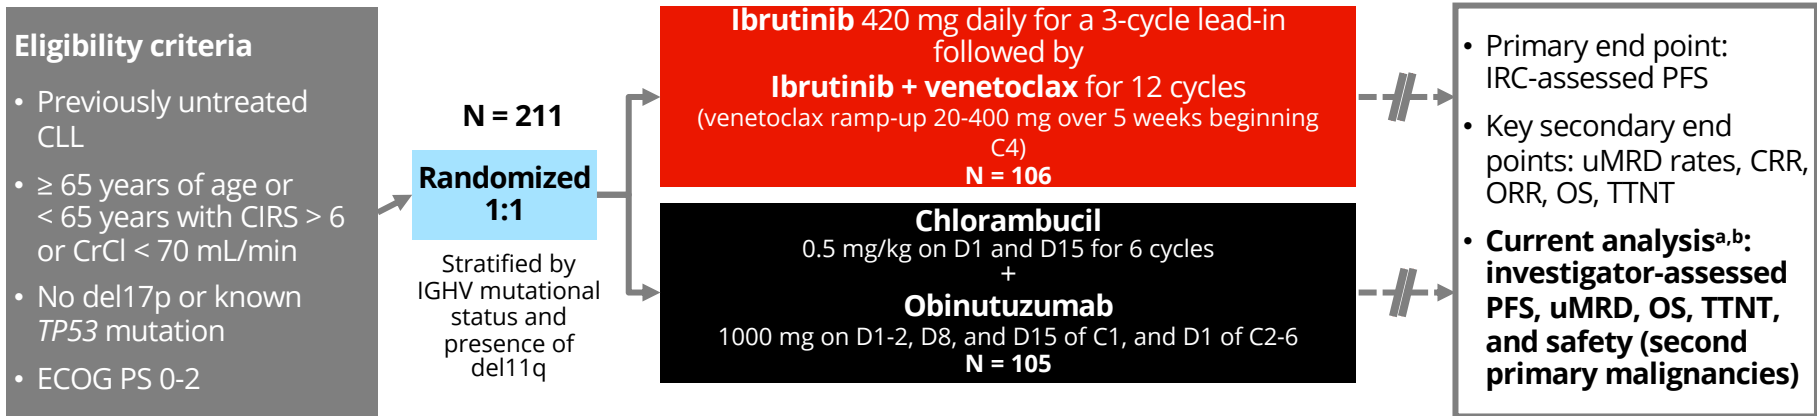 Eligibility criteria
• Previously untreated
CLL
• ≥ 65 years of age or
< 65 years with CIRS > 6
or CrCl < 70 mL/min
• No del17p or known
TP53 mutation
• ECOG PS 0-2
N = 211
Randomized
1:1
Stratified by
IGHV mutational
status and
presence of
del11q
Ibrutinib 420 mg daily for a 3-cycle lead-in
followed by
Ibrutinib + venetoclax for 12 cycles
(venetoclax ramp-up 20-400 mg over 5 weeks beginning
C4)
N = 106
Chlorambucil
0.5 mg/kg on D1 and D15 for 6 cycles
+
Obinutuzumab
1000 mg on D1-2, D8, and D15 of C1, and D1 of C2-6
N = 105
• Primary end point:
IRC-assessed PFS
• Key secondary end
points: uMRD rates, CRR,
ORR, OS, TTNT
• Current analysisᵃ,ᵇ:
investigator-assessed
PFS, uMRD, OS, TTNT,
and safety (second
primary malignancies)